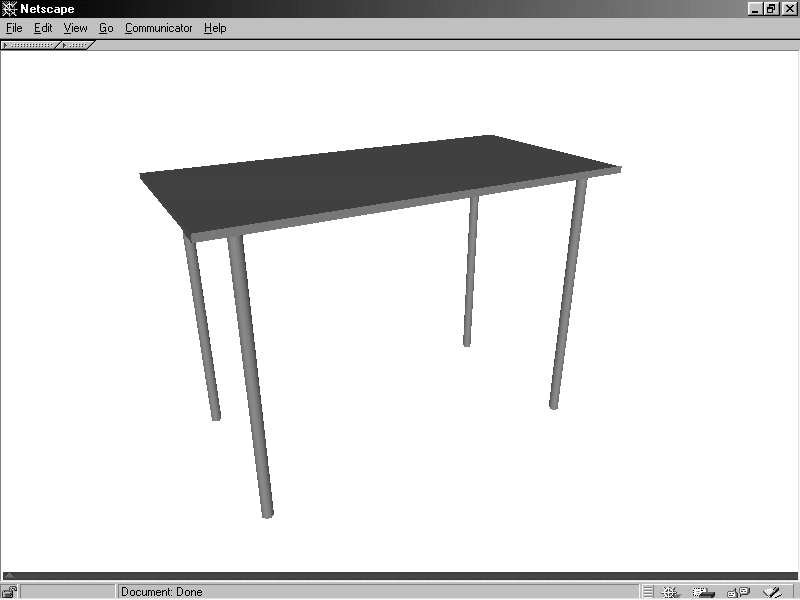 Netscape
File Edit View Go Communicator Help
Document: Done